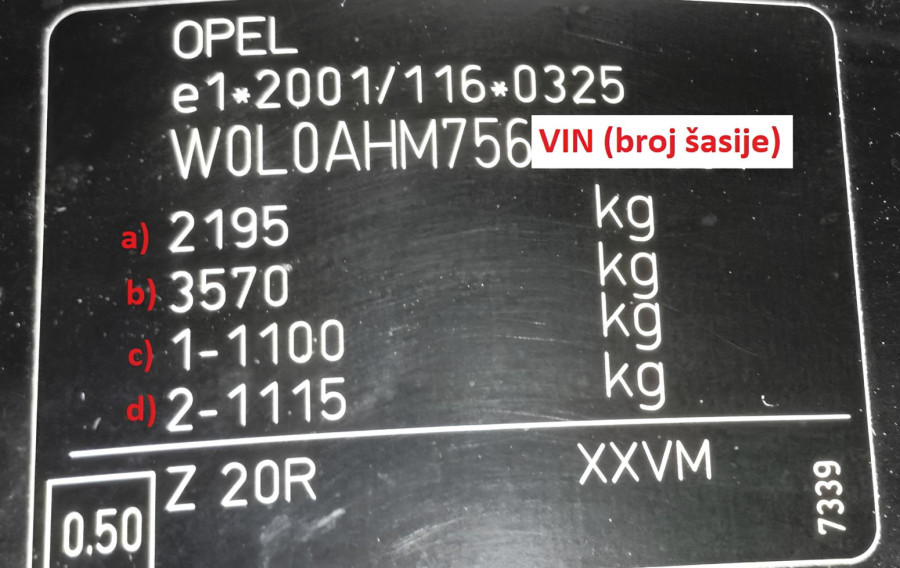 OPEL
e1*2001/116*0325
W0L0AHM756 VIN (broj šasije)
a) 2195 kg
b) 3570 kg
c) 1-1100 kg
d) 2-1115 kg
Z 20R XXVM
0.50
7339